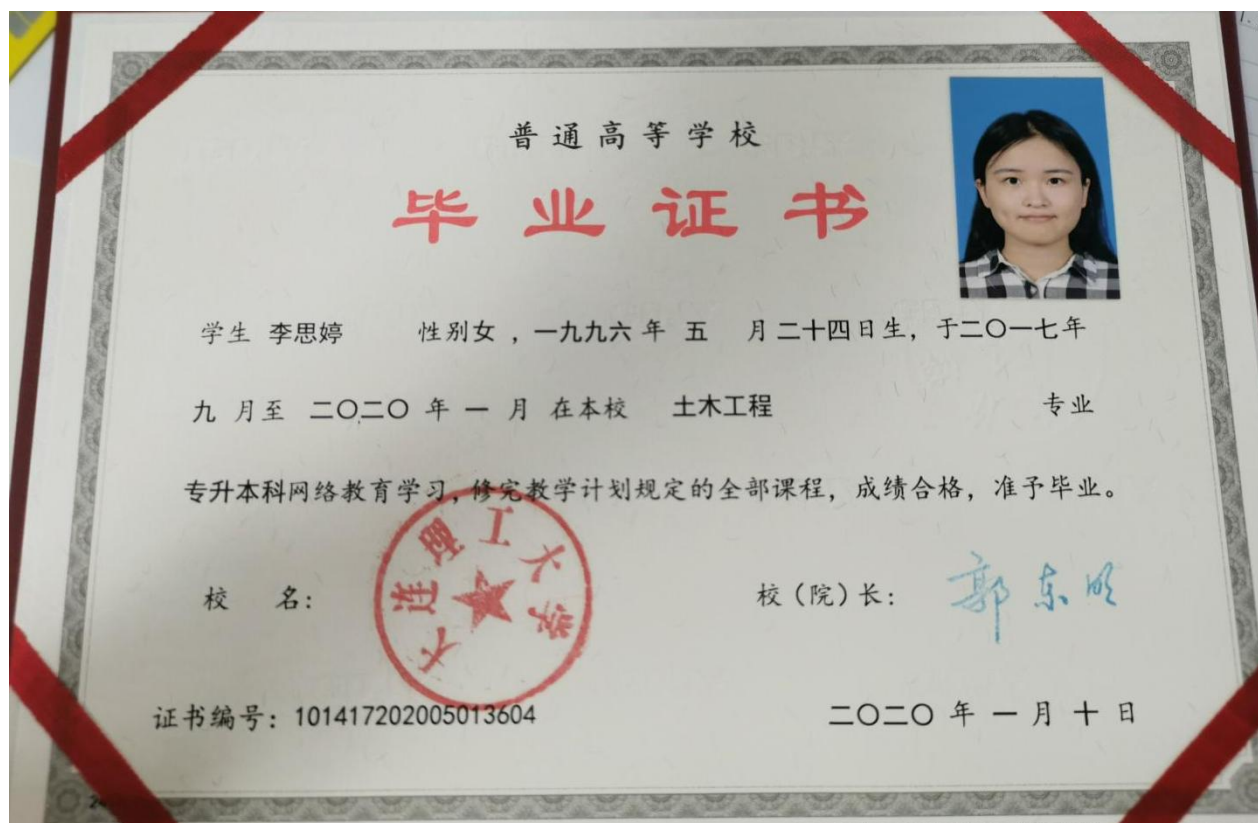 普通高等学校
毕业证书
学生 李思婷 性别女，一九九六年 五 月二十四日生，于二〇一七年
九 月至 二〇二〇 年 一 月 在本校 土木工程 专业
专升本科网络教育学习，修完教学计划规定的全部课程，成绩合格，准予毕业。
校 名：
大连理工大学
校（院）长： 郭东明
证书编号：101417202005013604
二〇二〇 年 一 月 十 日